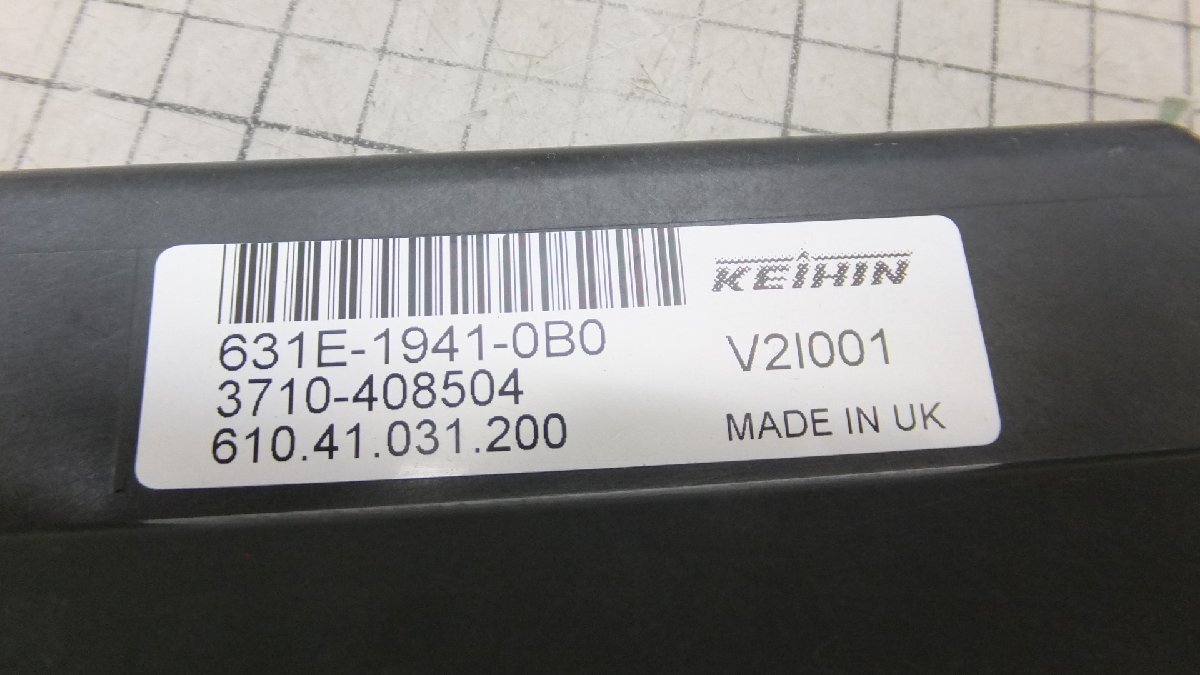 KEIHIN
631E-1941-0B0
V2I001
3710-408504
610.41.031.200
MADE IN UK